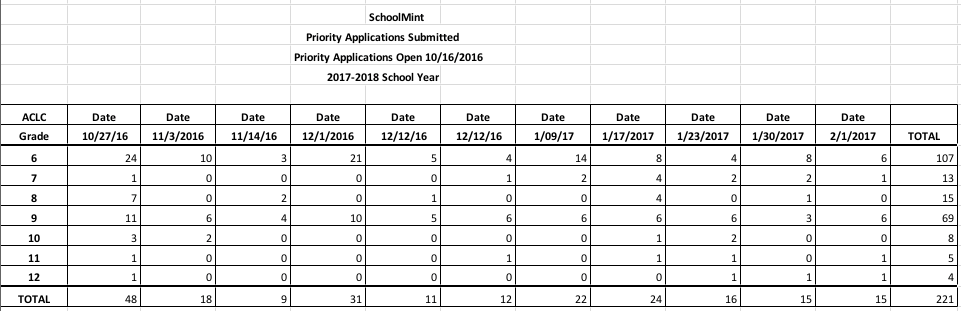 SchoolMint
Priority Applications Submitted
Priority Applications Open 10/16/2016
2017-2018 School Year
ACLC Date Date Date Date Date Date Date Date Date Date Date
Grade 10/27/16 11/3/2016 11/14/16 12/1/2016 12/12/16 12/12/16 1/09/17 1/17/2017 1/23/2017 1/30/2017 2/1/2017 TOTAL
6 24 10 3 21 5 4 14 8 4 8 6 107
7 1 0 0 0 0 1 2 4 2 2 1 13
8 7 0 2 0 1 0 0 4 0 1 0 15
9 11 6 4 10 5 6 6 6 6 3 6 69
10 3 2 0 0 0 0 0 1 2 0 0 8
11 1 0 0 0 0 1 0 1 1 0 1 5
12 1 0 0 0 0 0 0 0 1 1 1 4
TOTAL 48 18 9 31 11 12 22 24 16 15 15 221